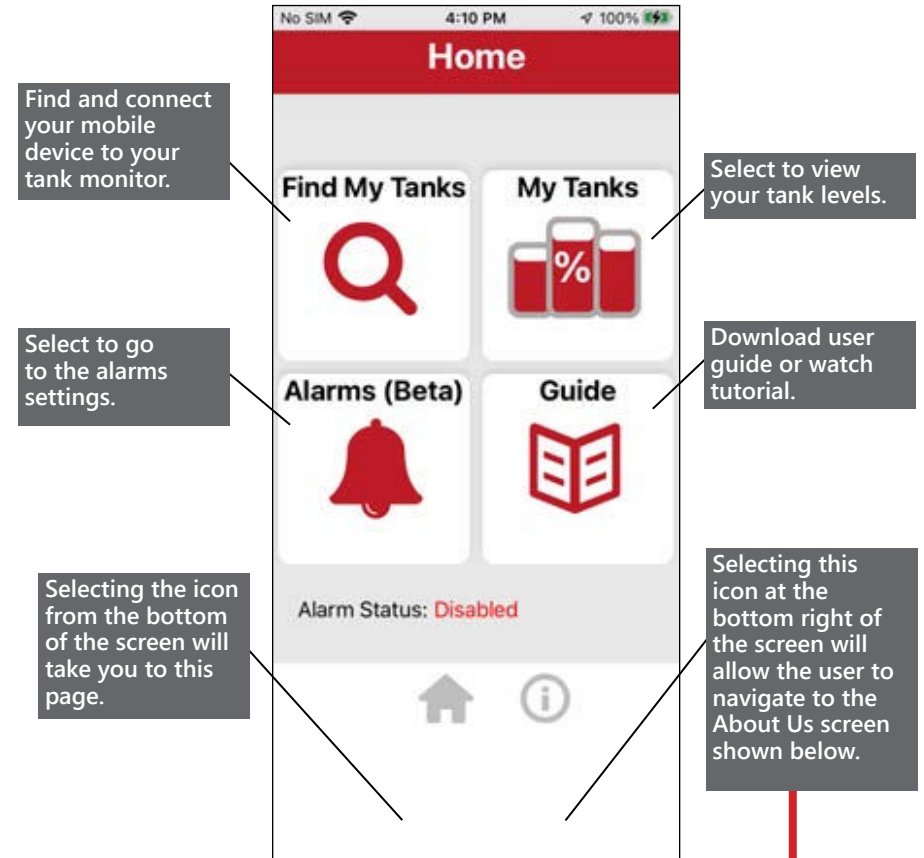 No SIM 4:10 PM 100%
Home
Find and connect
your mobile
device to your
tank monitor.
Find My Tanks
My Tanks
%
Select to view
your tank levels.
Select to go
to the alarms
settings.
Alarms (Beta)
Guide
Download user
guide or watch
tutorial.
Selecting the icon
from the bottom
of the screen will
take you to this
page.
Alarm Status: Disabled
Selecting this
icon at the
bottom right of
the screen will
allow the user to
navigate to the
About Us screen
shown below.